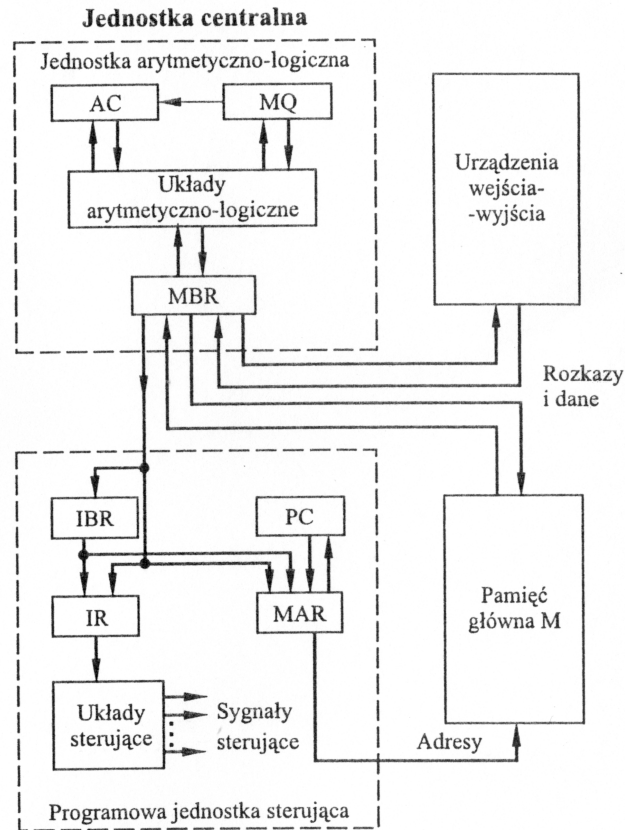 Jednostka centralna
Jednostka arytmetyczno-logiczna
AC
MQ
Układy
arytmetyczno-logiczne
MBR
Urządzenia
wejścia-
-wyjścia
Rozkazy
i dane
IBR
PC
IR
MAR
Pamięć
główna M
Układy
sterujące
Sygnały
sterujące
Adresy
Programowa jednostka sterująca